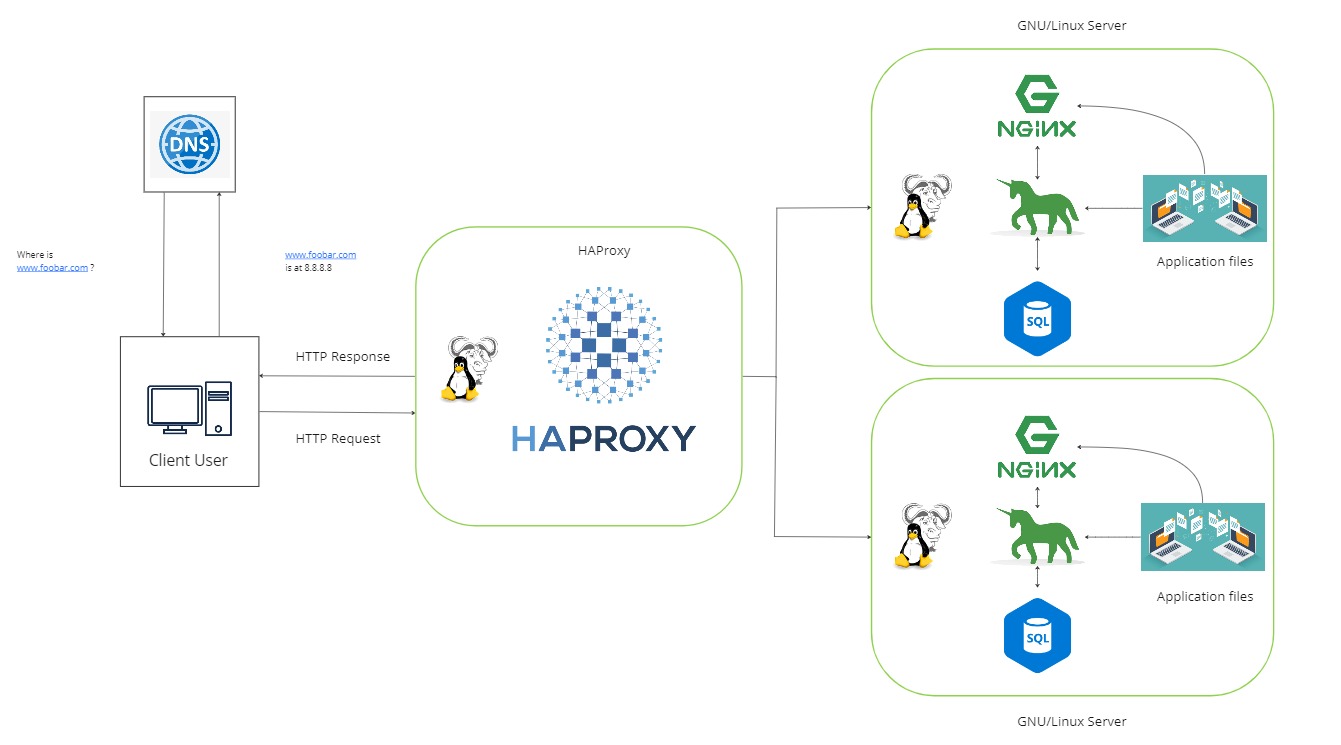 GNU/Linux Server
NGINX
DNS
Where is
www.foobar.com ?
www.foobar.com
is at 8.8.8.8
HAProxy
Application files
SQL
HTTP Response
HAPROXY
HTTP Request
Client User
NGINX
Application files
SQL
GNU/Linux Server